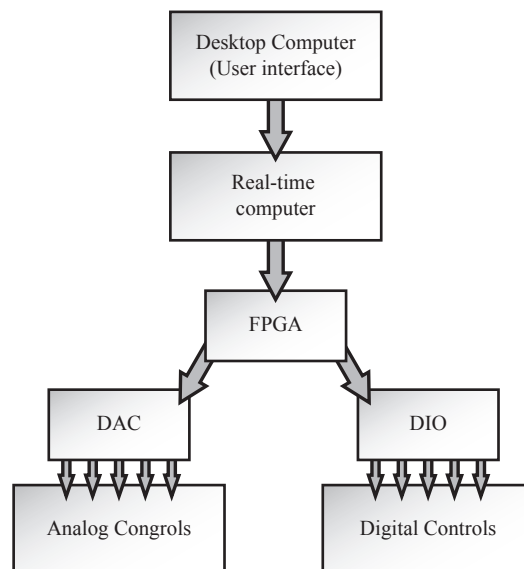 Desktop Computer
(User interface)
Real-time
computer
FPGA
DAC
DIO
Analog Congrols
Digital Controls